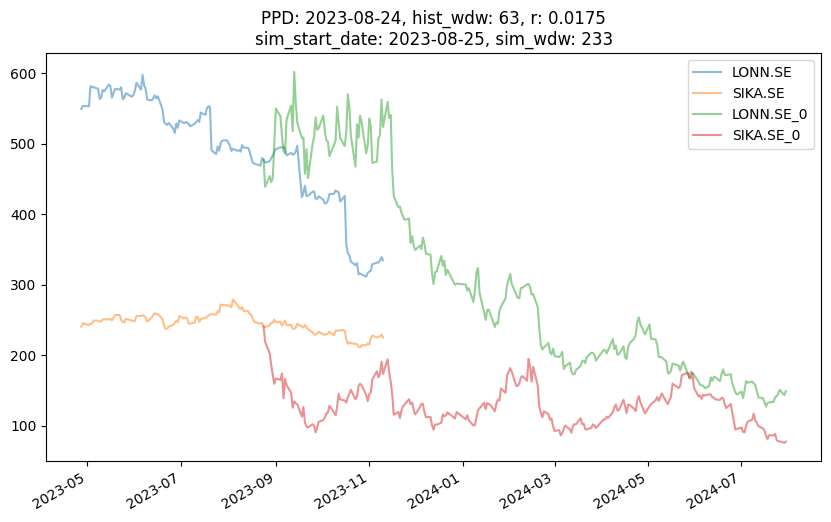 PPD: 2023-08-24, hist_wdw: 63, r: 0.0175
sim_start_date: 2023-08-25, sim_wdw: 233
LONN.SE
SIKA.SE
LONN.SE_0
SIKA.SE_0
600
500
400
300
200
100
2023-05
2023-07
2023-09
2023-11
2024-01
2024-03
2024-05
2024-07